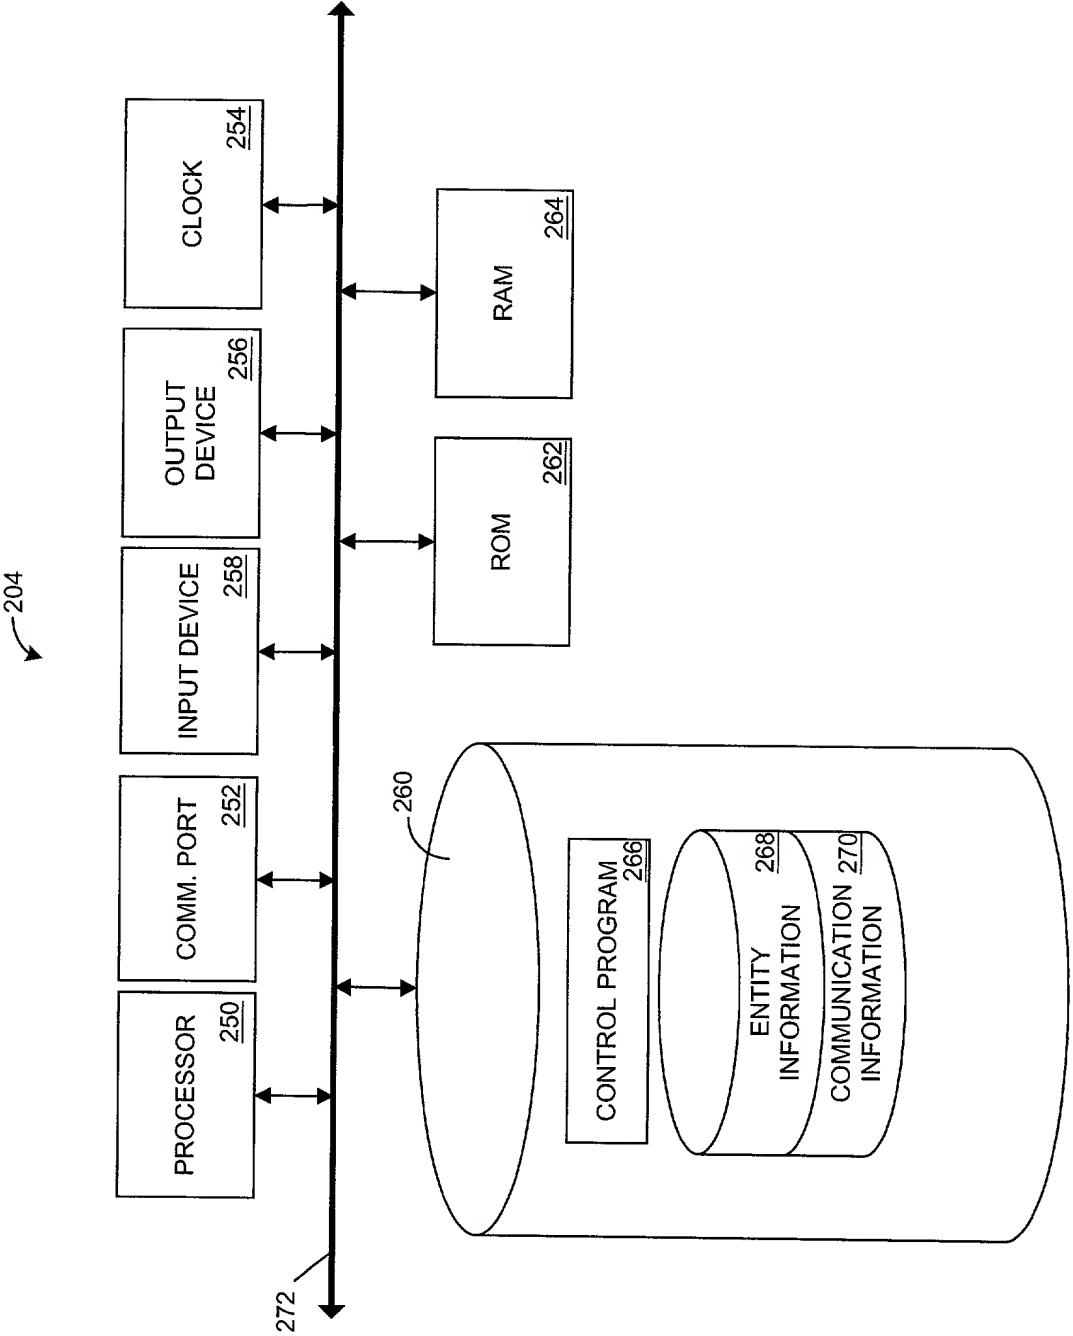 204
PROCESSOR
250
COMM. PORT
252
INPUT DEVICE
258
OUTPUT
DEVICE
256
CLOCK
254
272
260
ROM
262
RAM
264
CONTROL PROGRAM
266
ENTITY
INFORMATION
268
COMMUNICATION
INFORMATION
270